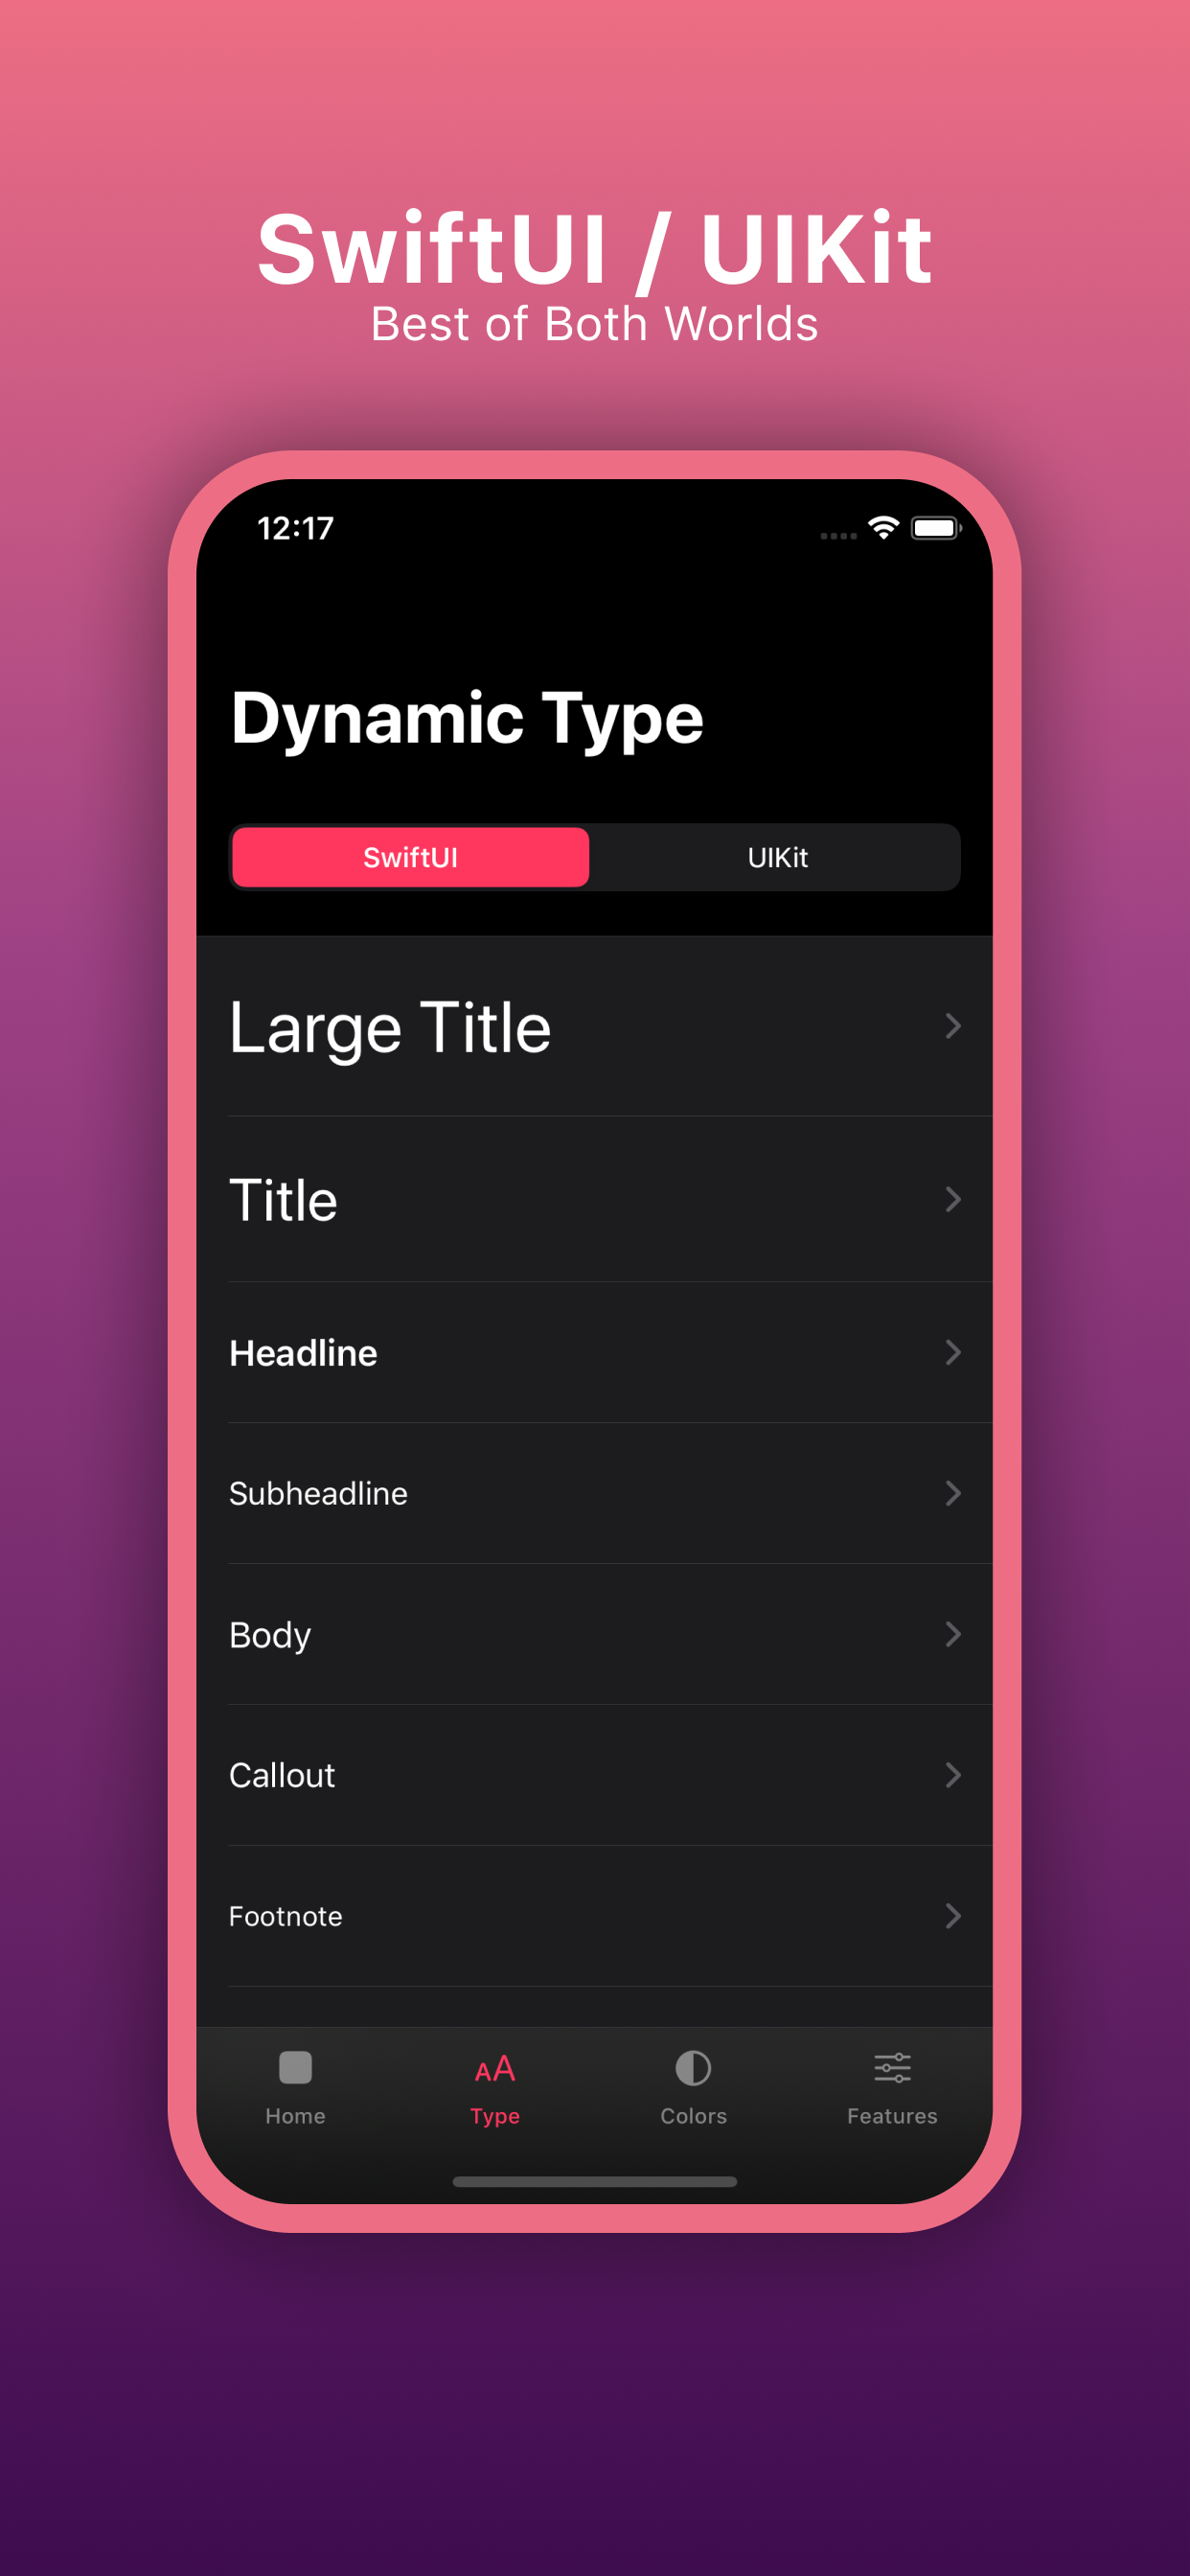 SwiftUI / UIKit
Best of Both Worlds
12:17
Dynamic Type
SwiftUI
UIKit
Large Title
Title
Headline
Subheadline
Body
Callout
Footnote
AA
Home
Type
Colors
Features